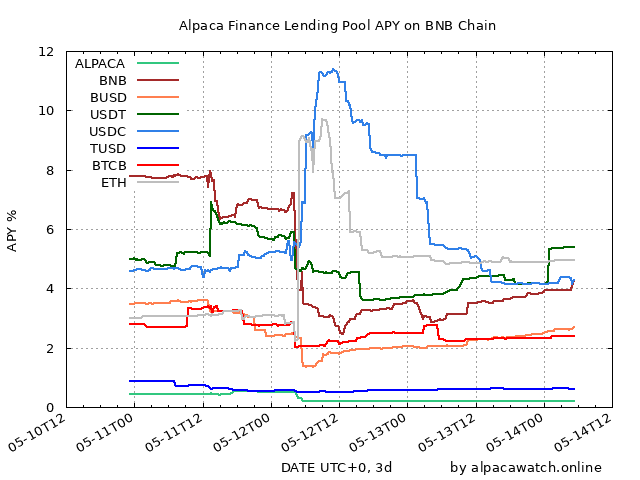 Alpaca Finance Lending Pool APY on BNB Chain
APY %
12
10
8
6
4
2
0
ALPACA
BNB
BUSD
USDT
USDC
TUSD
BTCB
ETH
05-10T12
05-11T00
05-11T12
05-12T00
05-12T12
05-13T00
05-13T12
05-14T00
05-14T12
DATE UTC+0, 3d
by alpacawatch.online